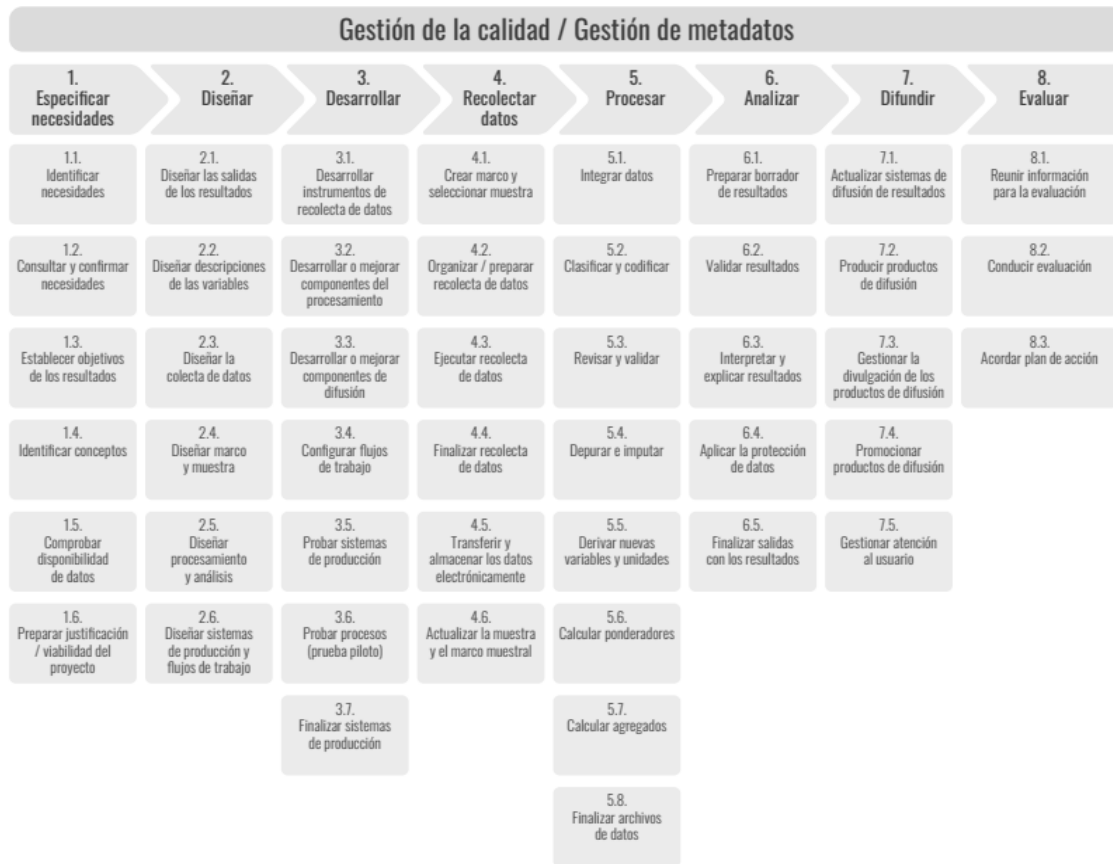 Gestión de la calidad / Gestión de metadatos
1.
Especificar
necesidades
2.
Diseñar
3.
Desarrollar
4.
Recolectar
datos
5.
Procesar
6.
Analizar
7.
Difundir
8.
Evaluar
1.1.
Identificar
necesidades
2.1.
Diseñar las salidas
de los resultados
3.1.
Desarrollar
instrumentos de
recolecta de datos
4.1.
Crear marco y
seleccionar muestra
5.1.
Integrar datos
6.1.
Preparar borrador
de resultados
7.1.
Actualizar sistemas de
difusión de resultados
8.1.
Reunir información
para la evaluación
1.2.
Consultar y confirmar
necesidades
2.2.
Diseñar descripciones
de las variables
3.2.
Desarrollar o mejorar
componentes del
procesamiento
4.2.
Organizar / preparar
recolecta de datos
5.2.
Clasificar y codificar
6.2.
Validar resultados
7.2.
Producir productos
de difusión
8.2.
Conducir evaluación
1.3.
Establecer objetivos
de los resultados
2.3.
Diseñar la
colecta de datos
3.3.
Desarrollar o mejorar
componentes de
difusión
4.3.
Ejecutar recolecta
de datos
5.3.
Revisar y validar
6.3.
Interpretar y
explicar resultados
7.3.
Gestionar la
divulgación de los
productos de difusión
8.3.
Acordar plan de acción
1.4.
Identificar conceptos
2.4.
Diseñar marco
y muestra
3.4.
Configurar flujos
de trabajo
4.4.
Finalizar recolecta
de datos
5.4.
Depurar e imputar
6.4.
Aplicar la protección
de datos
7.4.
Promocionar
productos de difusión
1.5.
Comprobar
disponibilidad
de datos
2.5.
Diseñar
procesamiento
y análisis
3.5.
Probar sistemas
de producción
4.5.
Transferir y
almacenar los datos
electrónicamente
5.5.
Derivar nuevas
variables y unidades
6.5.
Finalizar salidas
con los resultados
7.5.
Gestionar atención
al usuario
1.6.
Preparar justificación
/ viabilidad del
proyecto
2.6.
Diseñar sistemas
de producción y
flujos de trabajo
3.6.
Probar procesos
(prueba piloto)
4.6.
Actualizar la muestra
y el marco muestral
5.6.
Calcular ponderadores
3.7.
Finalizar sistemas
de producción
5.7.
Calcular agregados
5.8.
Finalizar archivos
de datos